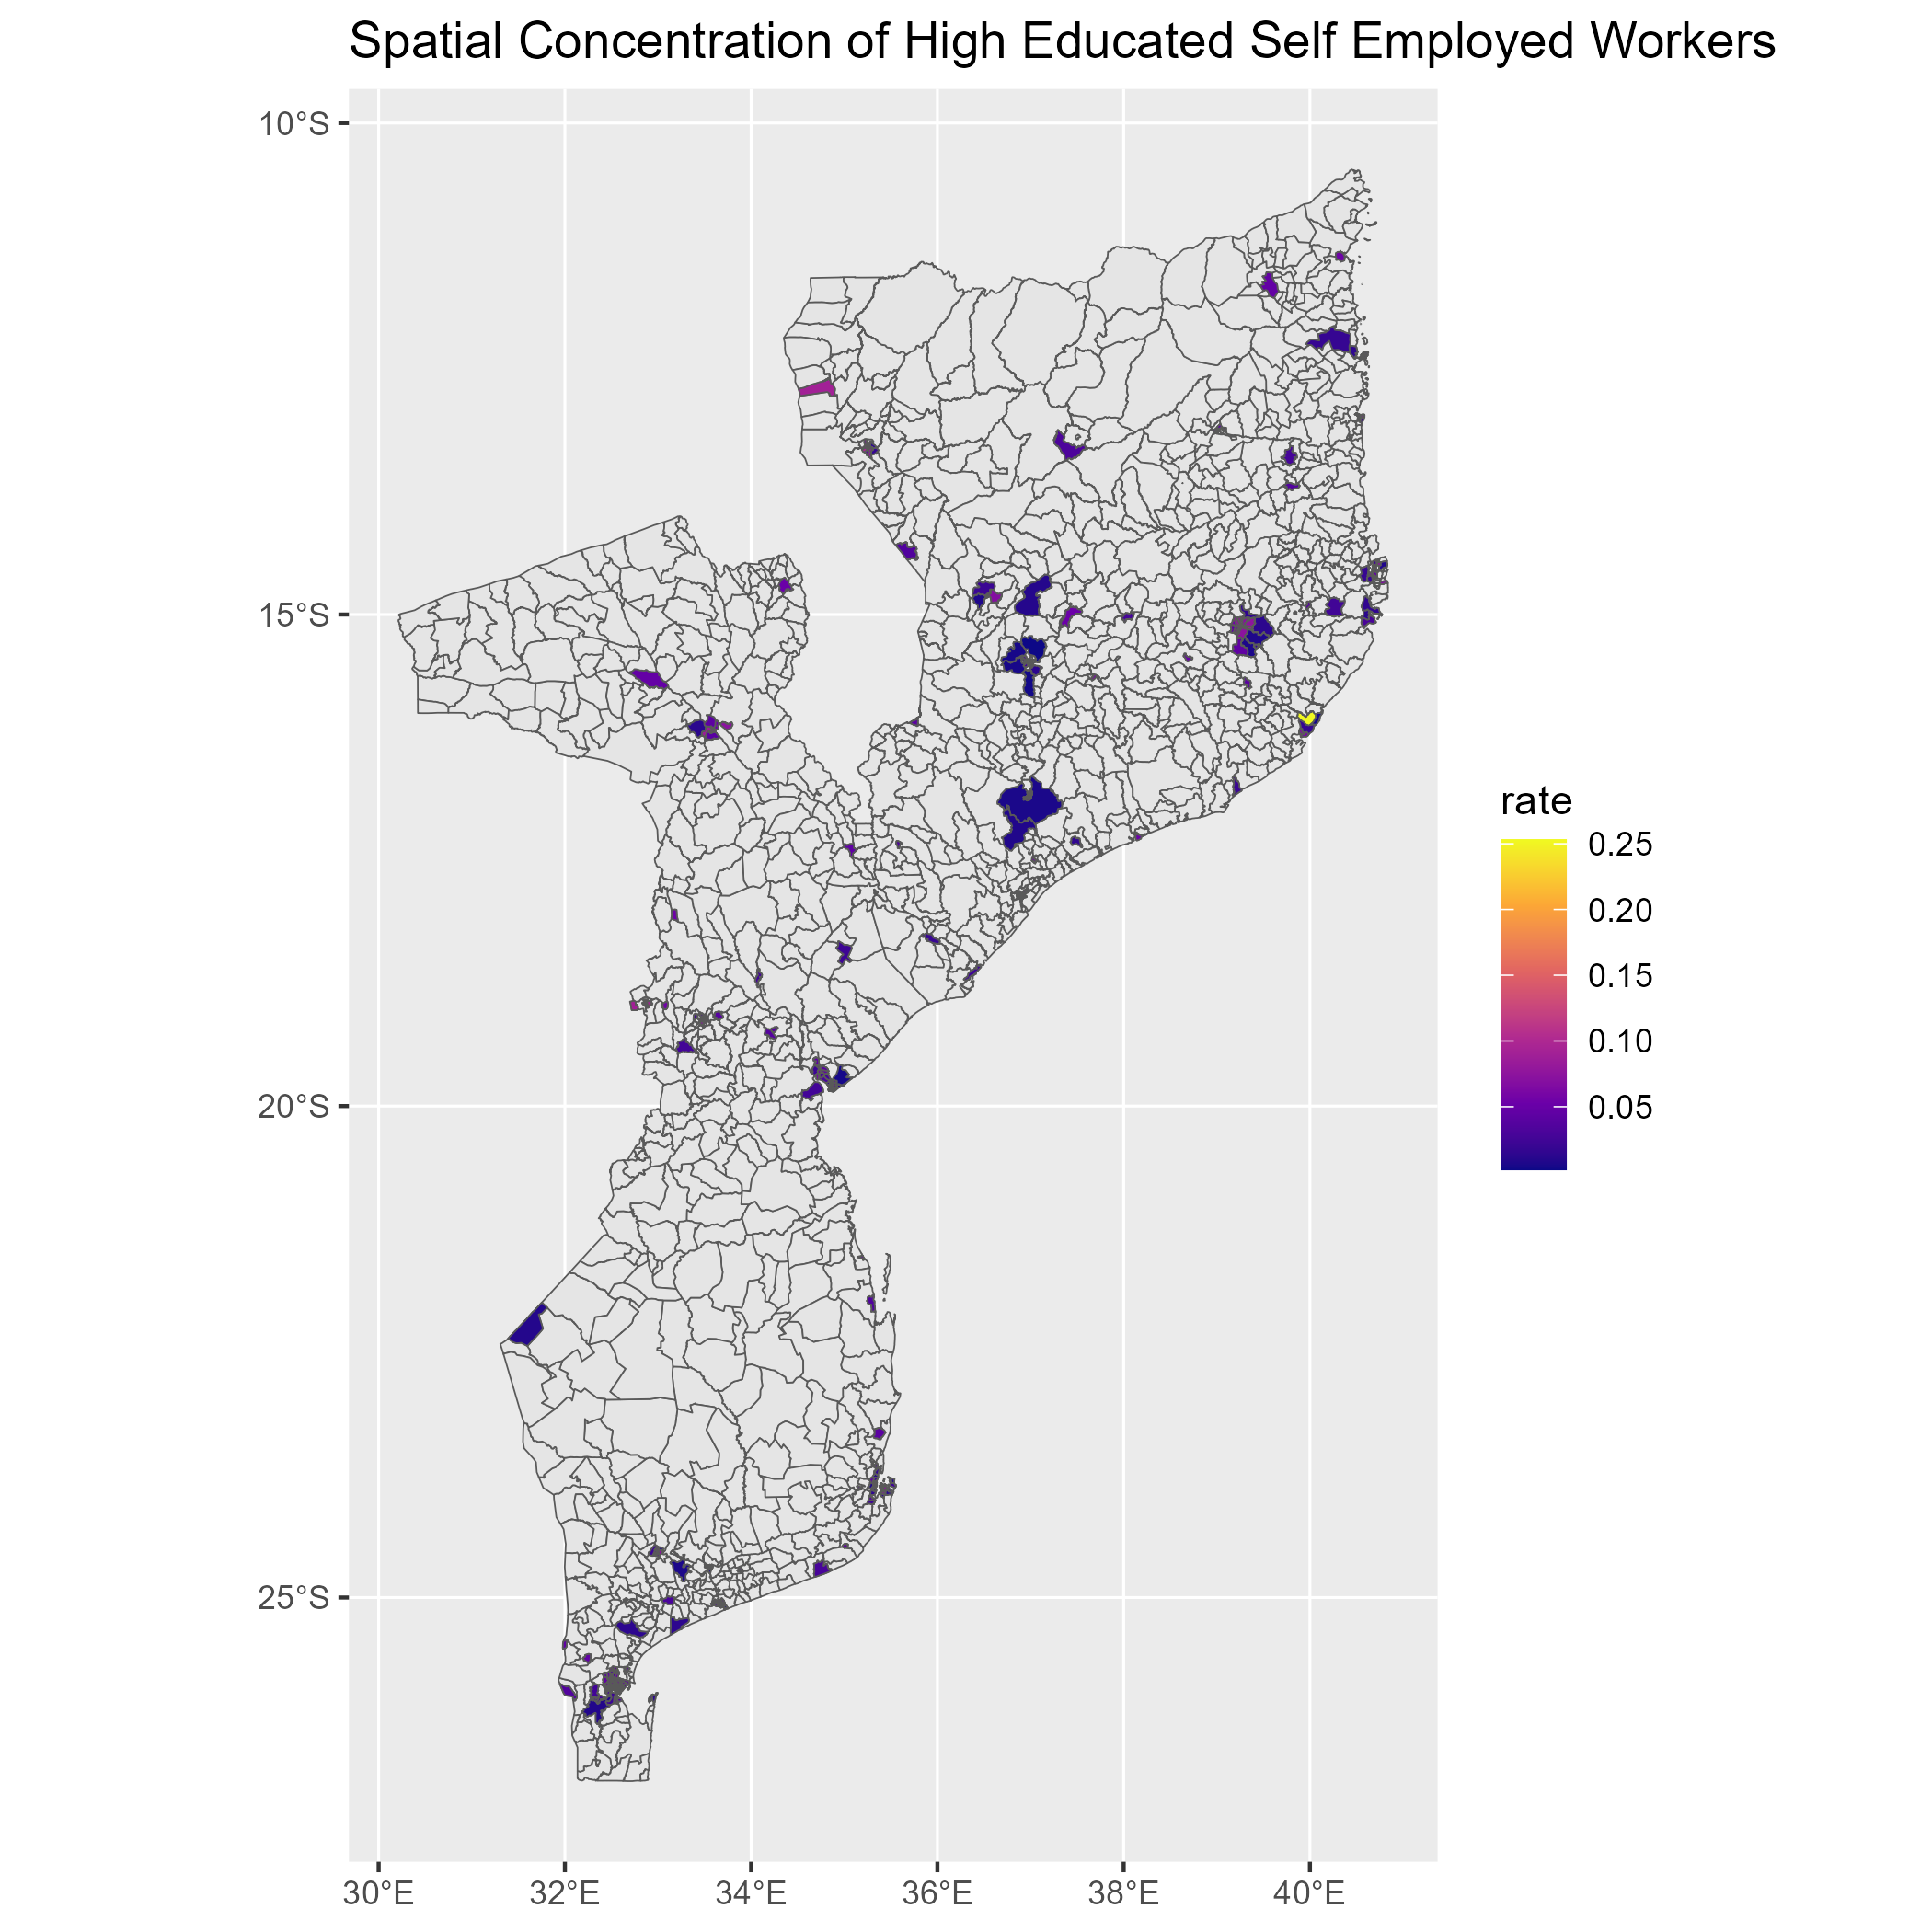 Spatial Concentration of High Educated Self Employed Workers
10°S
15°S
20°S
25°S
30°E 32°E 34°E 36°E 38°E 40°E
rate
0.25
0.20
0.15
0.10
0.05